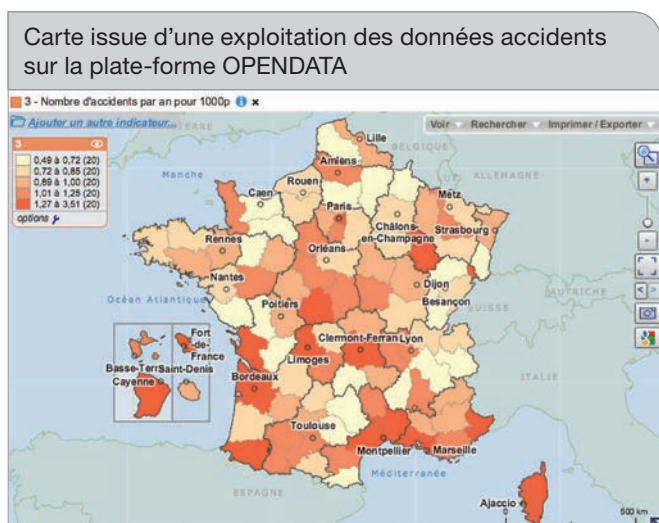 Carte issue d'une exploitation des données accidents
sur la plate-forme OPENDATA
3 - Nombre d'accidents par an pour 1000p
Ajouter un autre indicateur...
Voir Rechercher Imprimer / Exporter
3
0,49 à 0,72 (20)
0,72 à 0,85 (20)
0,89 à 1,00 (20)
1,01 à 1,25 (20)
1,27 à 3,51 (20)
options
Lille
BELGIQUE
Amiens
ALLEMAGNE
Manche
Rouen
Caen
Metz
Paris
Châlons-
en-Champagne
Strasbourg
Rennes
Orléans
Nantes
Dijon
Besançon
AUTRICHE
SUISSE
Océan Atlantique
Poitiers
Fort-
de-
France
Clermont-Ferran
Lyon
Limoges
Basse-Terr
Saint-Denis
Cayenne
ITALIE
Bordeaux
Toulouse
Montpellier
Marseille
Méditerranée
ESPAGNE
Ajaccio
0
500 km